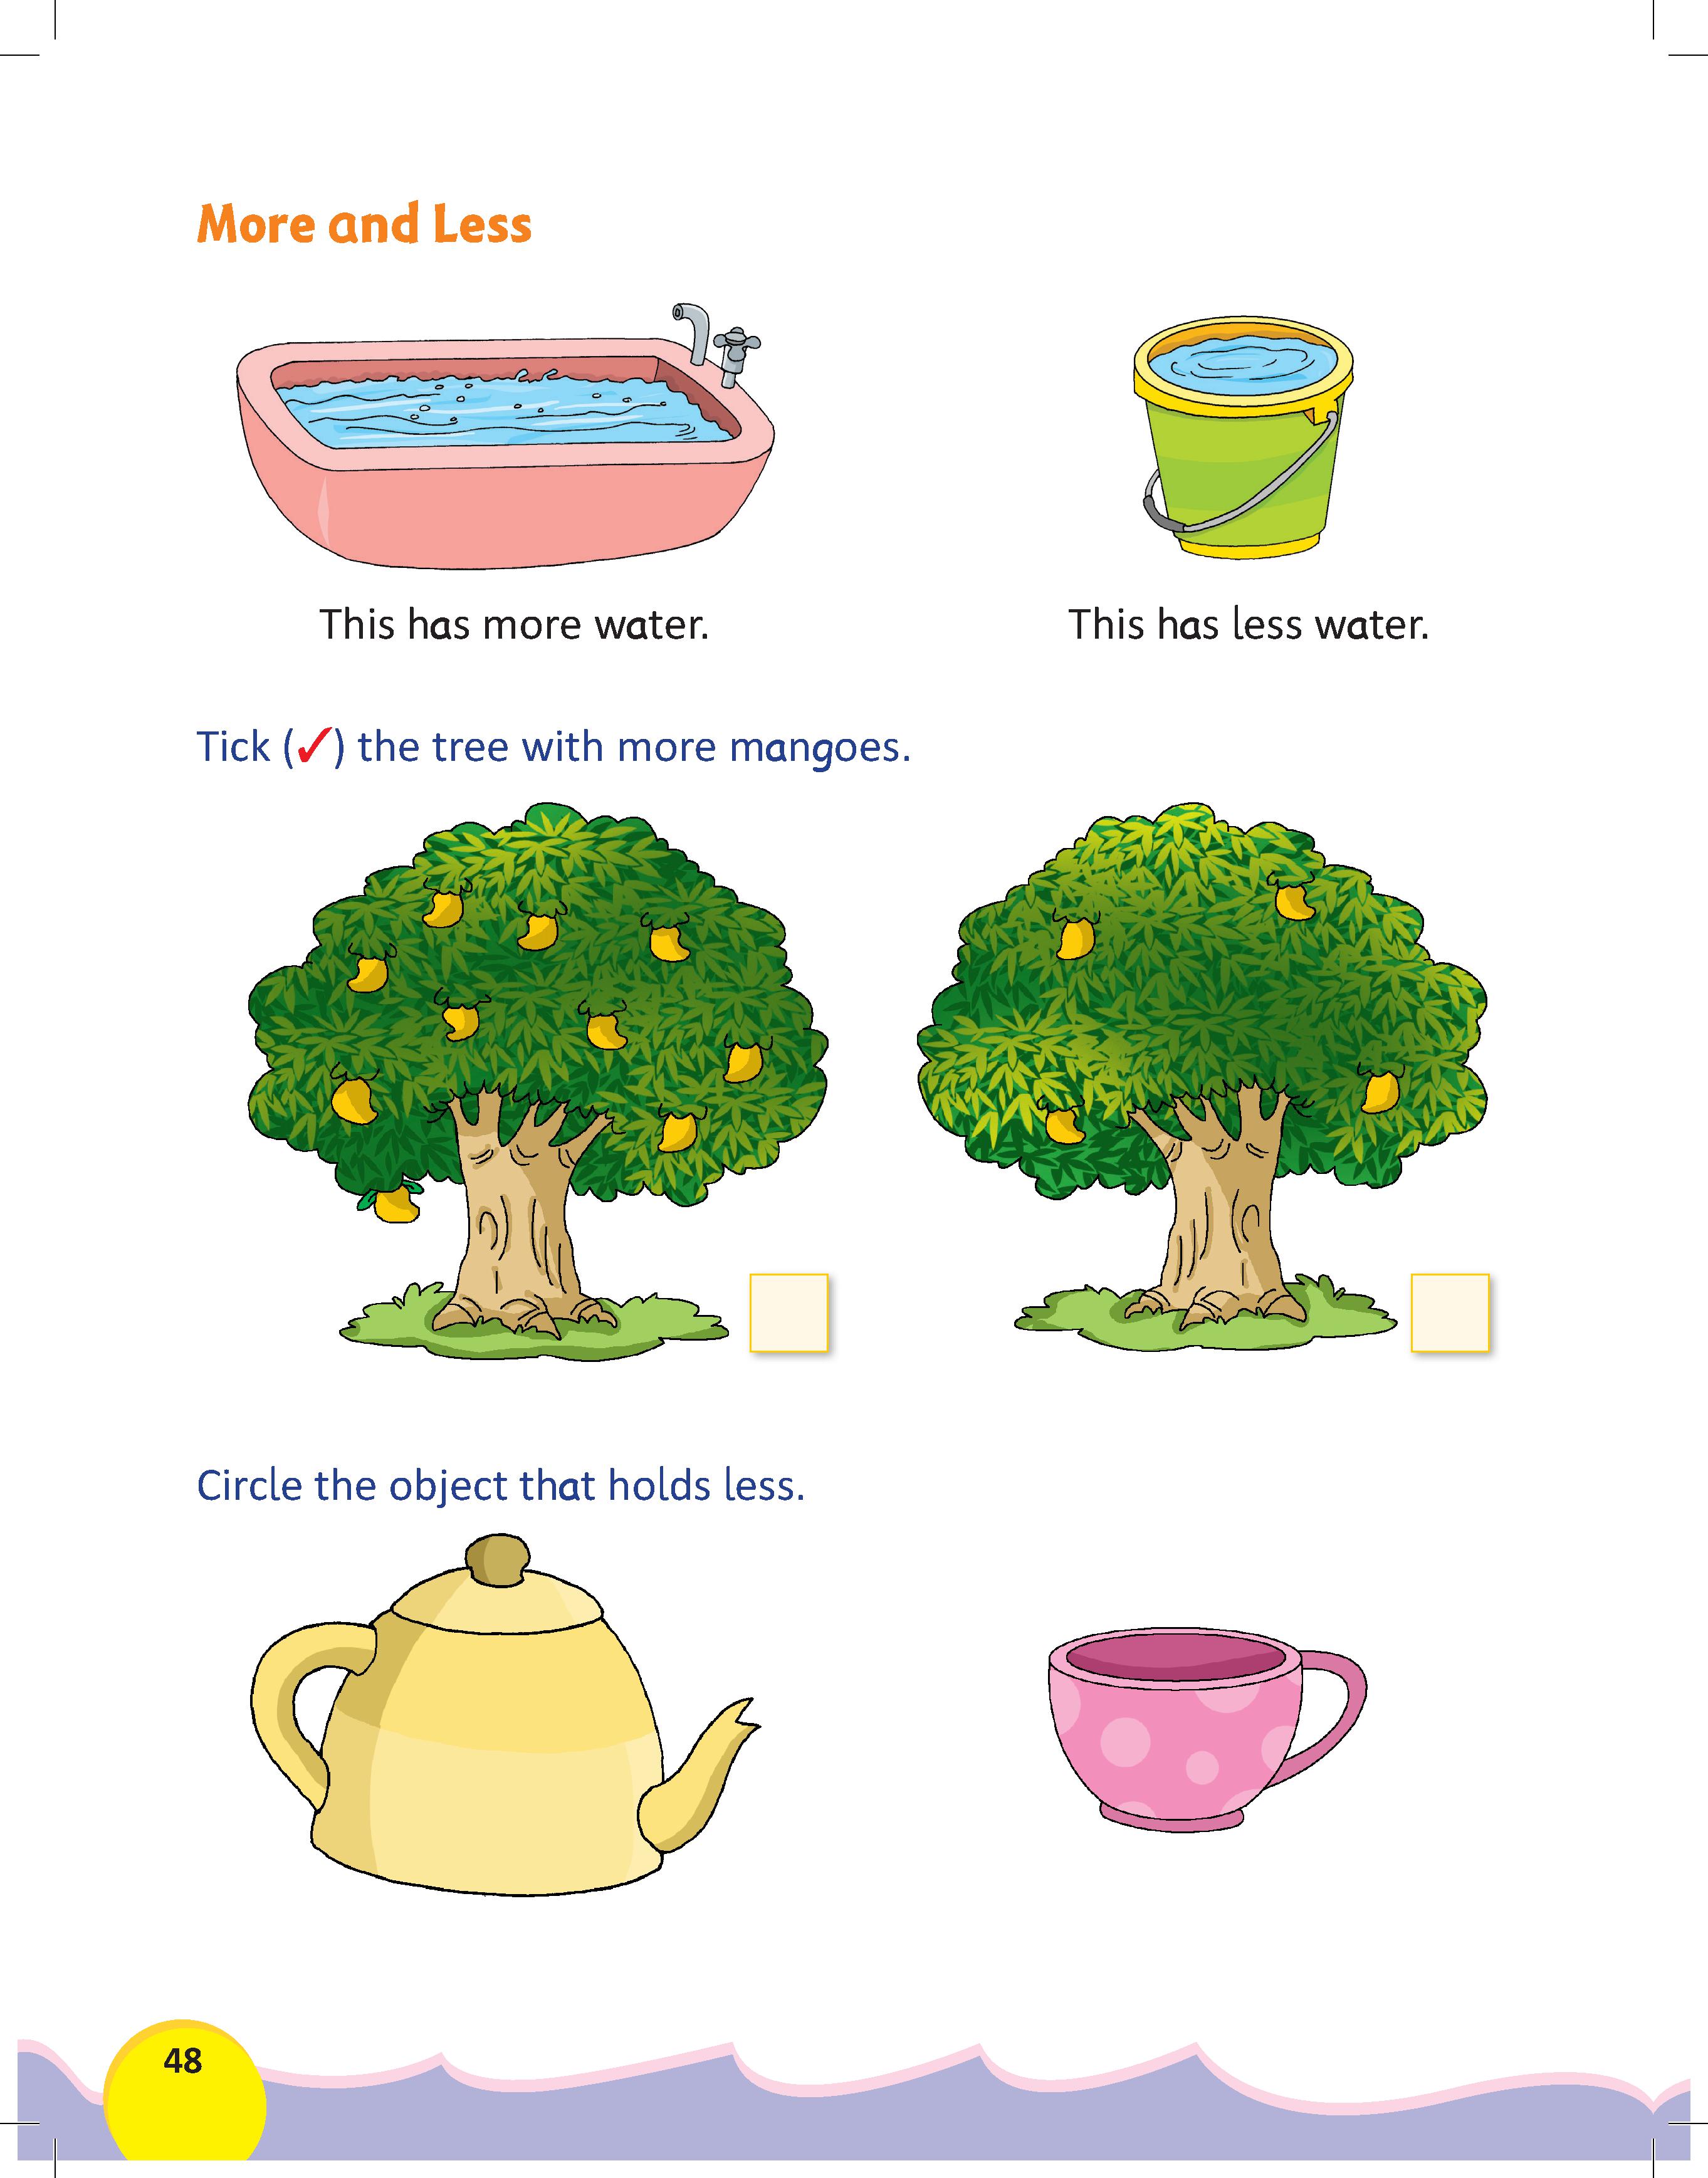 More and Less
This has more water.
This has less water.
Tick (✓) the tree with more mangoes.
Circle the object that holds less.
48